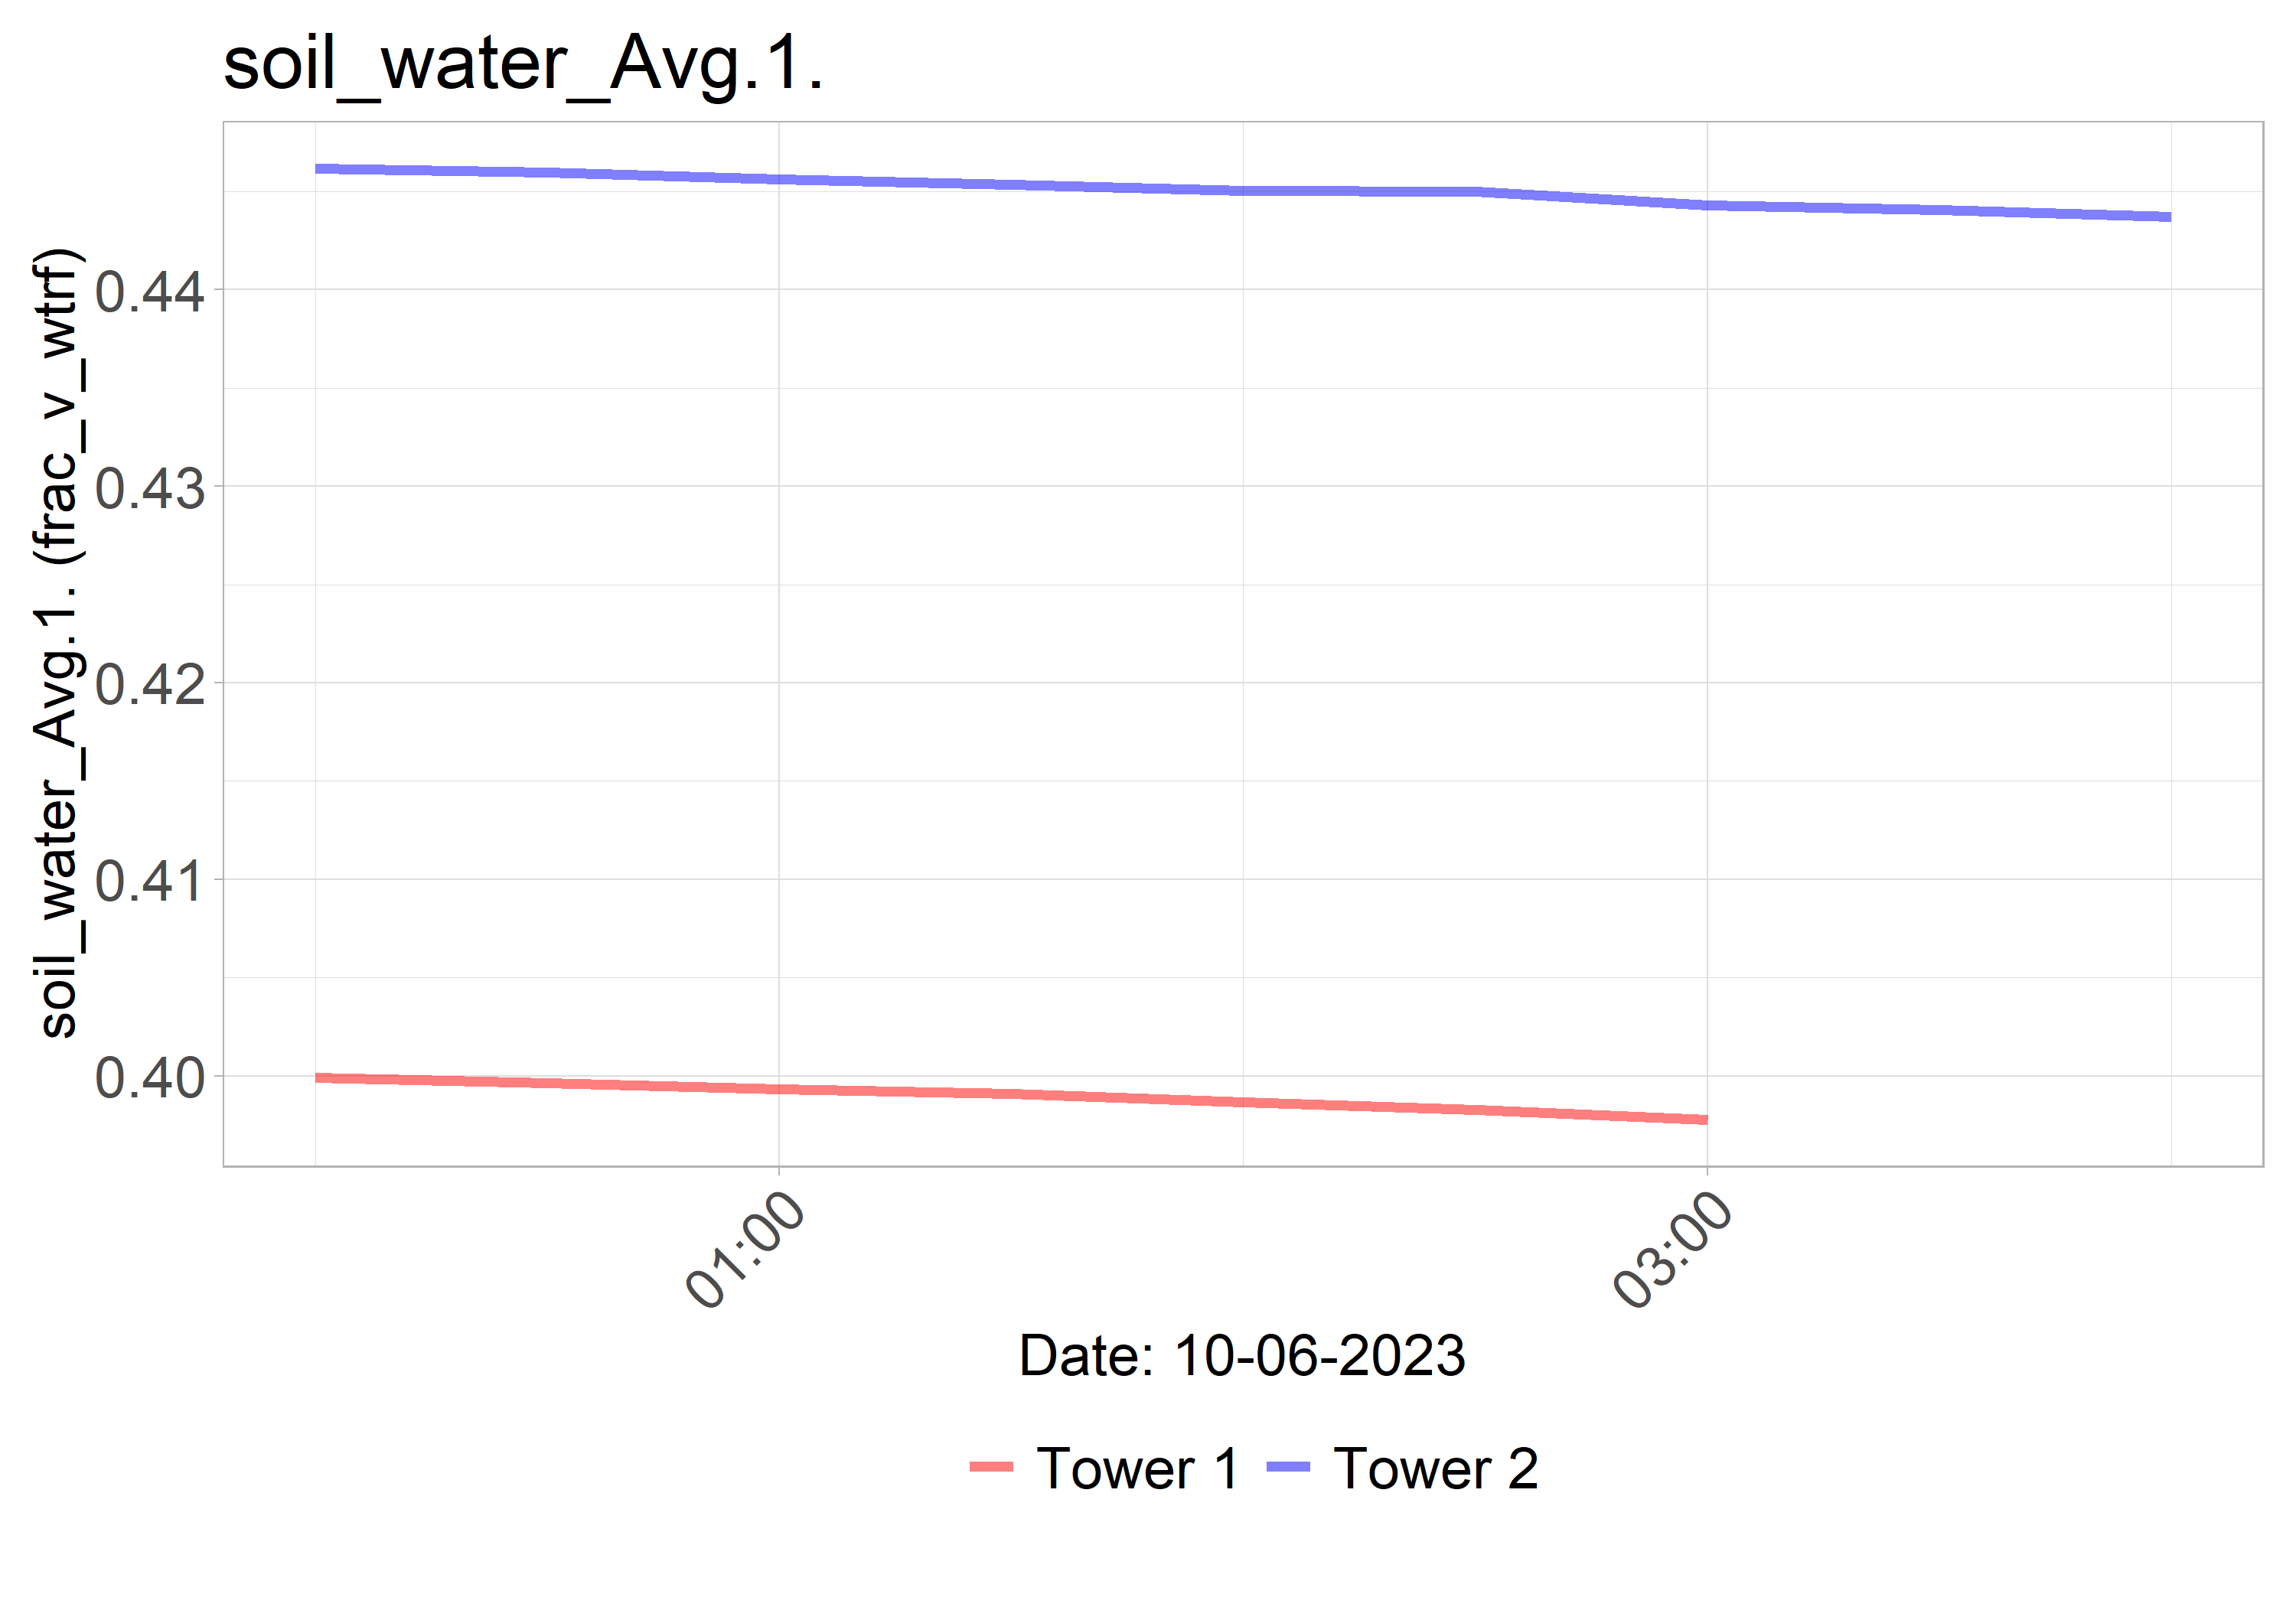 soil_water_Avg.1.
soil_water_Avg.1. (frac_v_wtrf)
0.44
0.43
0.42
0.41
0.40
01:00
03:00
Date: 10-06-2023
Tower 1
Tower 2